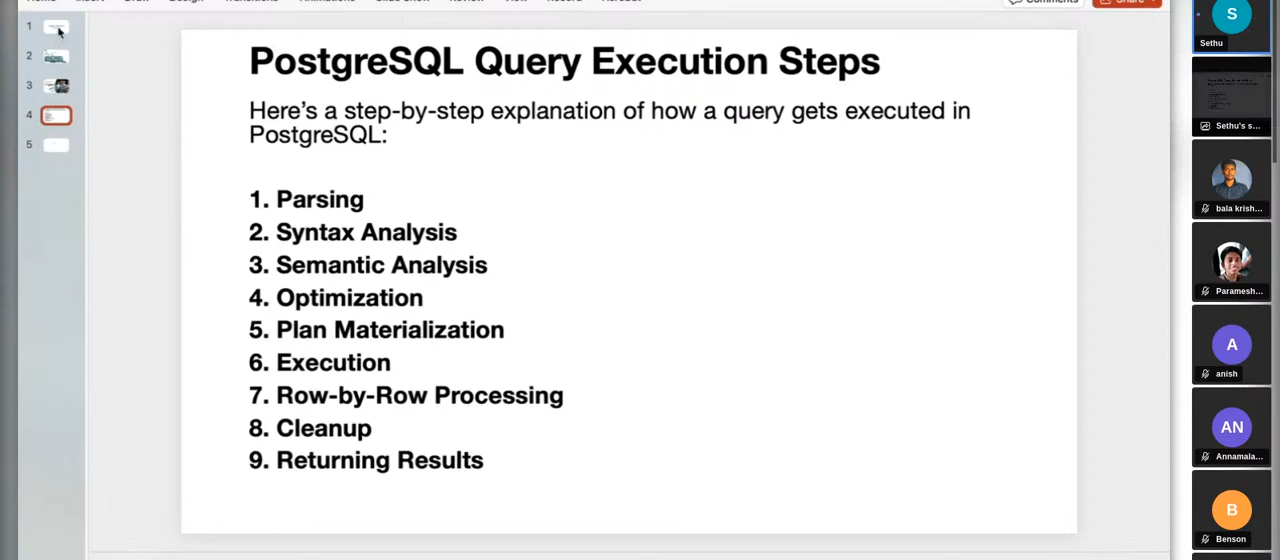 1
2
3
4
5
PostgreSQL Query Execution Steps
Here's a step-by-step explanation of how a query gets executed in
PostgreSQL:
1. Parsing
2. Syntax Analysis
3. Semantic Analysis
4. Optimization
5. Plan Materialization
6. Execution
7. Row-by-Row Processing
8. Cleanup
9. Returning Results
Comments
Share
S
Sethu
Sethu's s...
bala krish...
Paramesh...
A
anish
AN
Annamala...
B
Benson